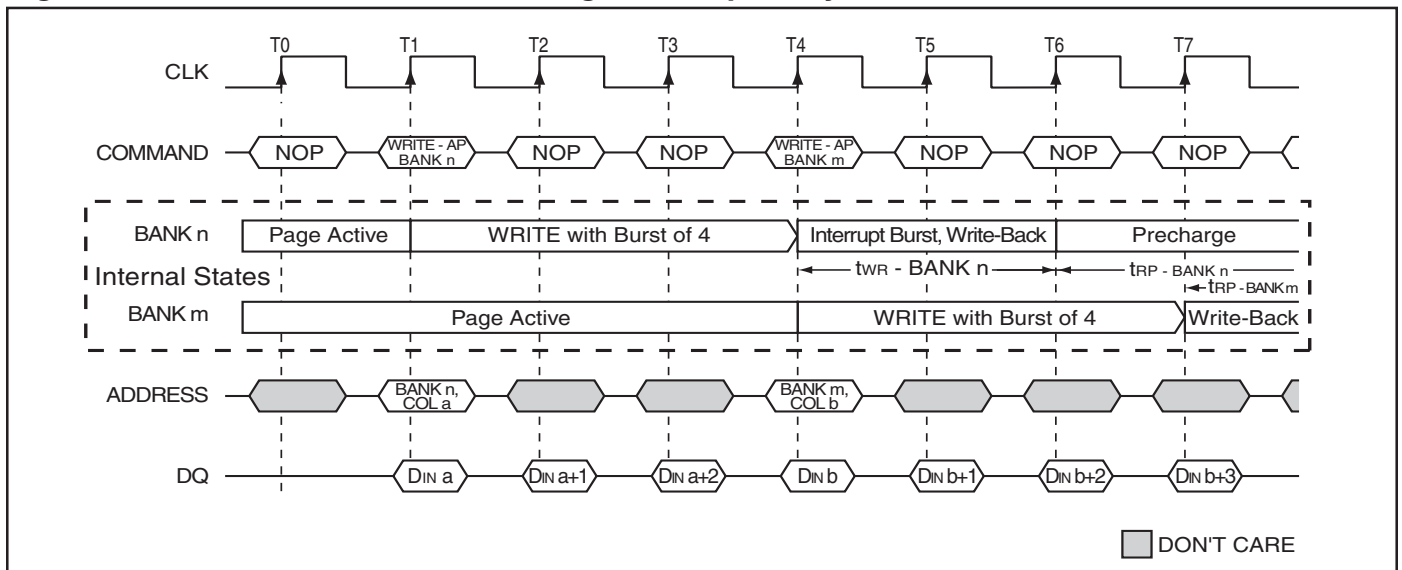 T0 T1 T2 T3 T4 T5 T6 T7
CLK
COMMAND NOP WRITE - AP BANK n NOP NOP WRITE - AP BANK m NOP NOP NOP
BANK n Page Active WRITE with Burst of 4 Interrupt Burst, Write-Back Precharge
Internal States tWR - BANK n tRP - BANK n
tRP - BANK m
BANK m Page Active WRITE with Burst of 4 Write-Back
ADDRESS BANK n, COL a BANK m, COL b
DQ DIN a DIN a+1 DIN a+2 DIN b DIN b+1 DIN b+2 DIN b+3
DON'T CARE